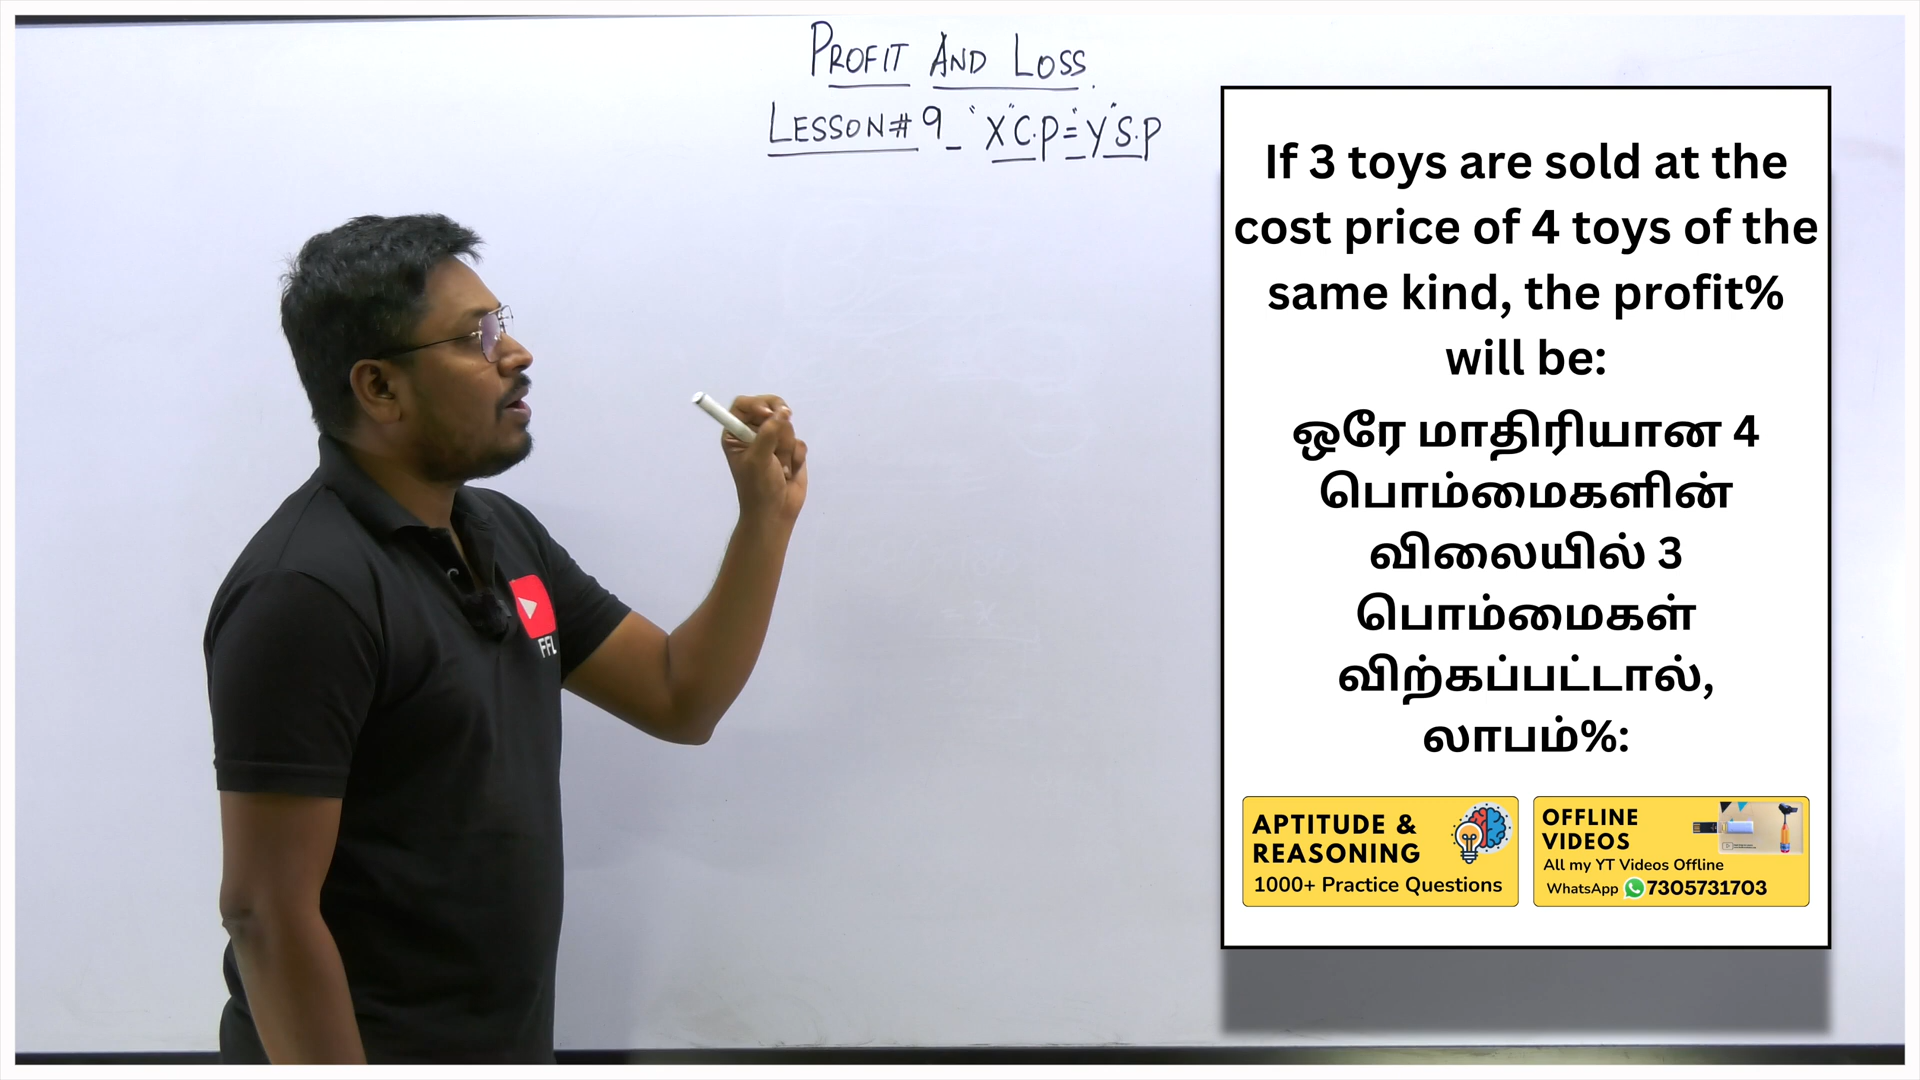 PROFIT AND LOSS.
LESSON# 9_ "X" C.P = "Y" S.P
If 3 toys are sold at the
cost price of 4 toys of the
same kind, the profit%
will be:
ஒரே மாதிரியான 4
பொம்மைகளின்
விலையில் 3
பொம்மைகள்
விற்கப்பட்டால்,
லாபம்%:
FFL
APTITUDE &
REASONING
1000+ Practice Questions
OFFLINE
VIDEOS
All my YT Videos Offline
WhatsApp 7305731703